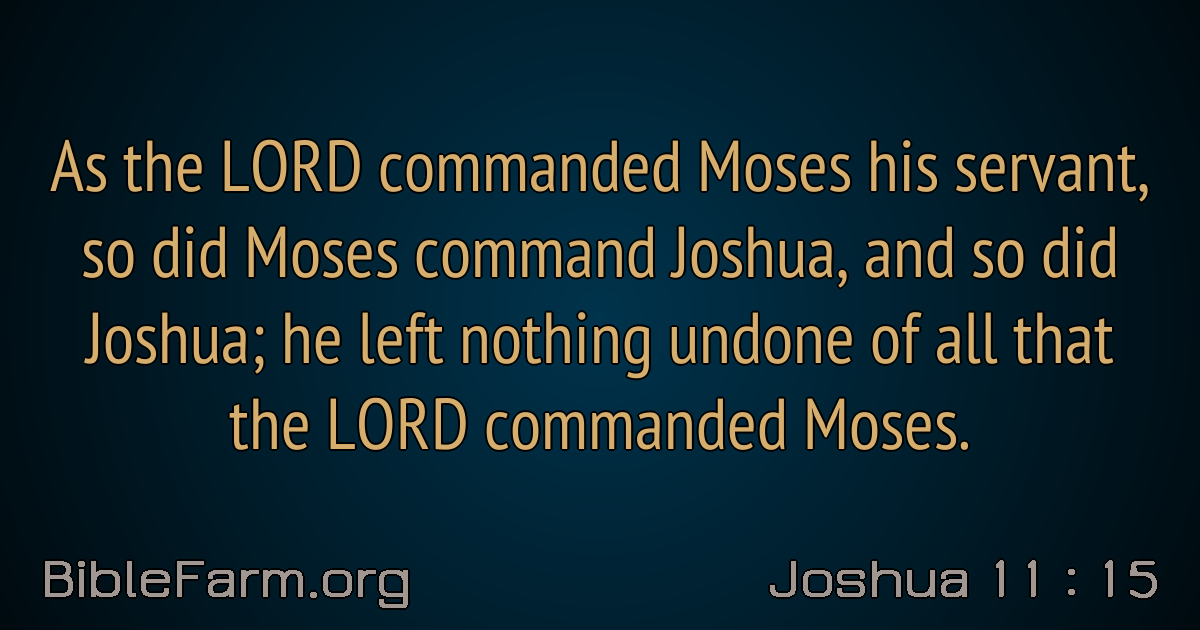 As the LORD commanded Moses his servant,
so did Moses command Joshua, and so did
Joshua; he left nothing undone of all that
the LORD commanded Moses.
BibleFarm.org
Joshua 11 : 15